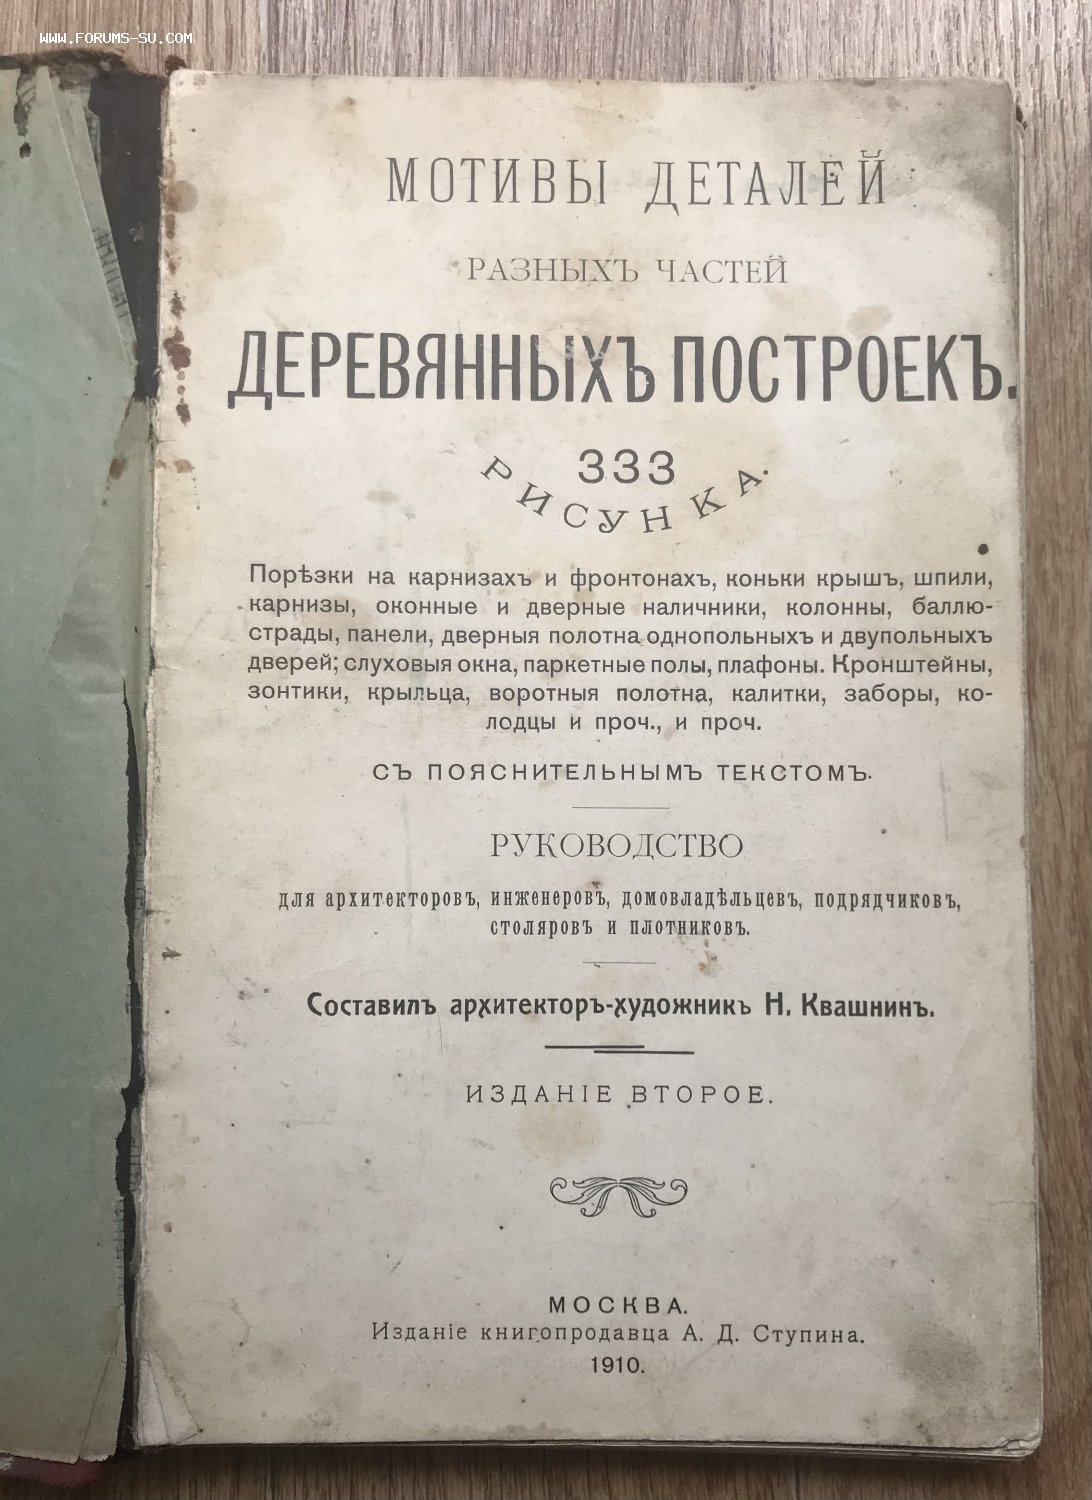 WWW.FORUMS-SU.COM
МОТИВЫ ДЕТАЛЕЙ
РАЗНЫХЪ ЧАСТЕЙ
ДЕРЕВЯННЫХЪ ПОСТРОЕКЪ.
333
РИСУНКА.
Порѣзки на карнизахъ и фронтонахъ, коньки крышъ, шпили,
карнизы, оконные и дверные наличники, колонны, баллю-
страды, панели, дверныя полотна однопольныхъ и двупольныхъ
дверей; слуховыя окна, паркетные полы, плафоны. Кронштейны,
зонтики, крыльца, воротныя полотна, калитки, заборы, ко-
лодцы и проч., и проч.
СЪ ПОЯСНИТЕЛЬНЫМЪ ТЕКСТОМЪ.
РУКОВОДСТВО
для архитекторовъ, инженеровъ, домовладѣльцевъ, подрядчиковъ,
столяровъ и плотниковъ.
Составилъ архитекторъ-художникъ Н. Квашнинъ.
ИЗДАНІЕ ВТОРОЕ.
МОСКВА.
Изданіе книгопродавца А. Д. Ступина.
1910.